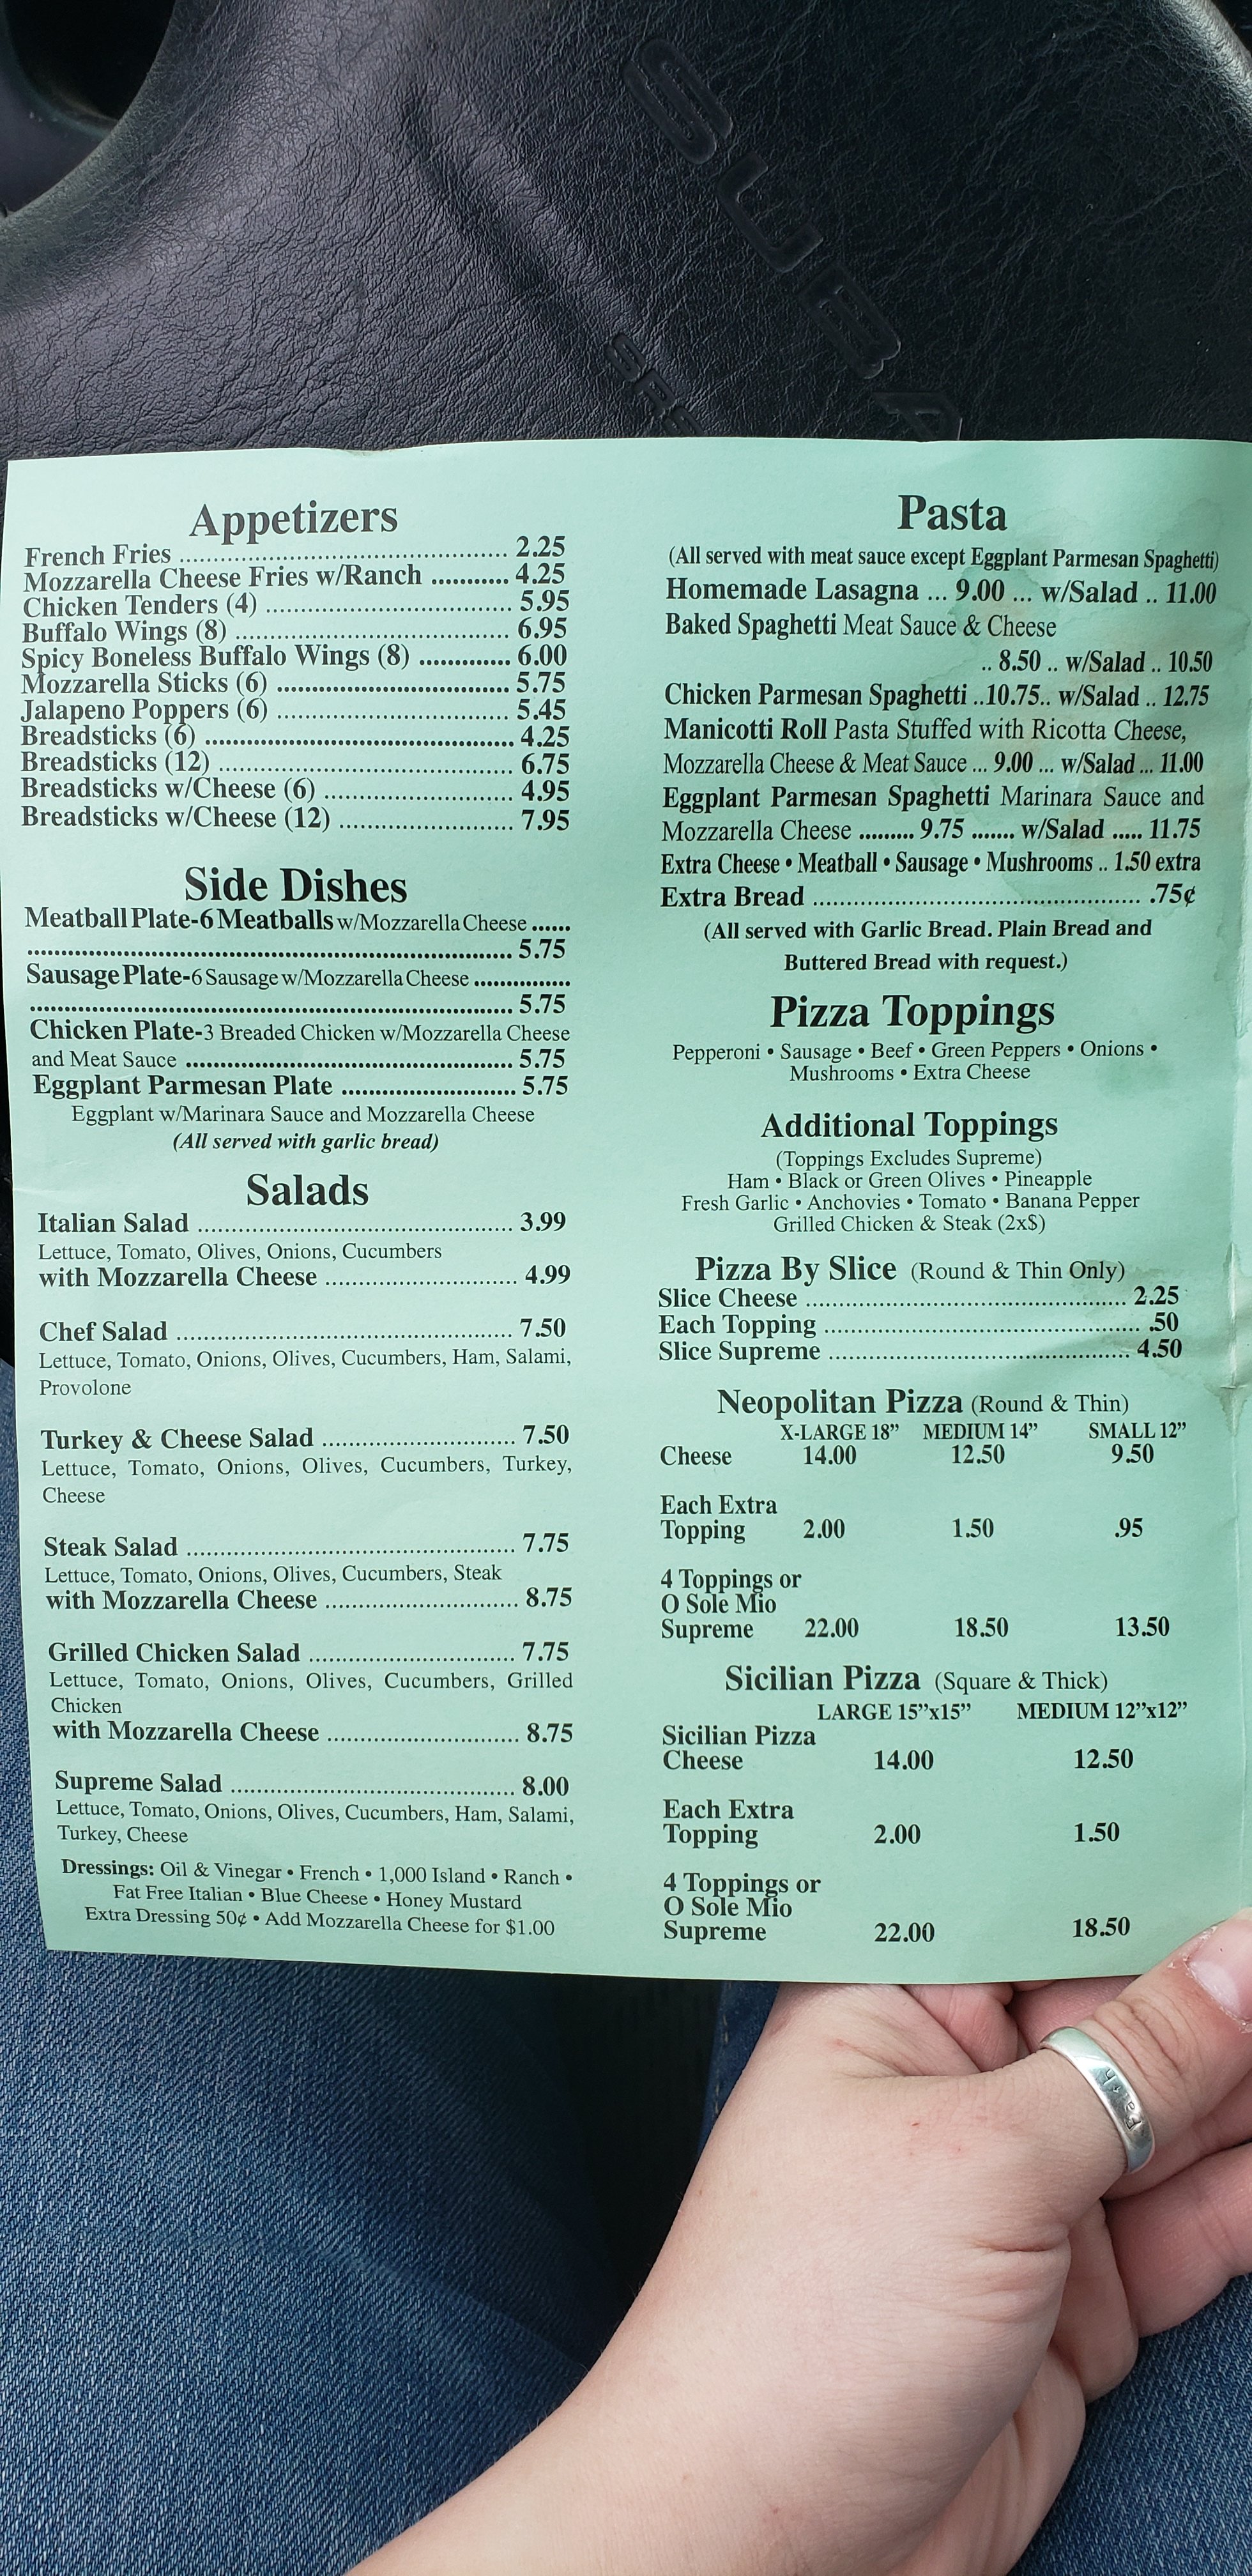 SUBA
SRS
Appetizers
French Fries .................................................. 2.25
Mozzarella Cheese Fries w/Ranch ........... 4.25
Chicken Tenders (4) ..................................... 5.95
Buffalo Wings (8) ......................................... 6.95
Spicy Boneless Buffalo Wings (8) ............. 6.00
Mozzarella Sticks (6) ................................... 5.75
Jalapeno Poppers (6) ................................... 5.45
Breadsticks (6) .............................................. 4.25
Breadsticks (12) ............................................ 6.75
Breadsticks w/Cheese (6) ............................ 4.95
Breadsticks w/Cheese (12) .......................... 7.95
Side Dishes
Meatball Plate-6 Meatballs w/Mozzarella Cheese ......
...................................................................... 5.75
Sausage Plate-6 Sausage w/Mozzarella Cheese ...............
...................................................................... 5.75
Chicken Plate-3 Breaded Chicken w/Mozzarella Cheese
and Meat Sauce ................................................ 5.75
Eggplant Parmesan Plate .......................... 5.75
Eggplant w/Marinara Sauce and Mozzarella Cheese
(All served with garlic bread)
Salads
Italian Salad ................................................ 3.99
Lettuce, Tomato, Olives, Onions, Cucumbers
with Mozzarella Cheese ............................. 4.99
Chef Salad ................................................... 7.50
Lettuce, Tomato, Onions, Olives, Cucumbers, Ham, Salami,
Provolone
Turkey & Cheese Salad ............................. 7.50
Lettuce, Tomato, Onions, Olives, Cucumbers, Turkey,
Cheese
Steak Salad .................................................. 7.75
Lettuce, Tomato, Onions, Olives, Cucumbers, Steak
with Mozzarella Cheese ............................. 8.75
Grilled Chicken Salad ............................... 7.75
Lettuce, Tomato, Onions, Olives, Cucumbers, Grilled
Chicken
with Mozzarella Cheese ............................. 8.75
Supreme Salad ........................................... 8.00
Lettuce, Tomato, Onions, Olives, Cucumbers, Ham, Salami,
Turkey, Cheese
Dressings: Oil & Vinegar • French • 1,000 Island • Ranch •
Fat Free Italian • Blue Cheese • Honey Mustard
Extra Dressing 50¢ • Add Mozzarella Cheese for $1.00
Pasta
(All served with meat sauce except Eggplant Parmesan Spaghetti)
Homemade Lasagna ... 9.00 ... w/Salad .. 11.00
Baked Spaghetti Meat Sauce & Cheese
.. 8.50 .. w/Salad .. 10.50
Chicken Parmesan Spaghetti ..10.75.. w/Salad .. 12.75
Manicotti Roll Pasta Stuffed with Ricotta Cheese,
Mozzarella Cheese & Meat Sauce ... 9.00 ... w/Salad ... 11.00
Eggplant Parmesan Spaghetti Marinara Sauce and
Mozzarella Cheese ......... 9.75 ....... w/Salad ..... 11.75
Extra Cheese • Meatball • Sausage • Mushrooms .. 1.50 extra
Extra Bread ................................................ .75¢
(All served with Garlic Bread. Plain Bread and
Buttered Bread with request.)
Pizza Toppings
Pepperoni • Sausage • Beef • Green Peppers • Onions •
Mushrooms • Extra Cheese
Additional Toppings
(Toppings Excludes Supreme)
Ham • Black or Green Olives • Pineapple
Fresh Garlic • Anchovies • Tomato • Banana Pepper
Grilled Chicken & Steak (2x$)
Pizza By Slice (Round & Thin Only)
Slice Cheese ................................................ 2.25
Each Topping ............................................... .50
Slice Supreme ............................................. 4.50
Neopolitan Pizza (Round & Thin)
X-LARGE 18” MEDIUM 14” SMALL 12”
Cheese 14.00 12.50 9.50
Each Extra
Topping 2.00 1.50 .95
4 Toppings or
O Sole Mio
Supreme 22.00 18.50 13.50
Sicilian Pizza (Square & Thick)
LARGE 15”x15” MEDIUM 12”x12”
Sicilian Pizza
Cheese 14.00 12.50
Each Extra
Topping 2.00 1.50
4 Toppings or
O Sole Mio
Supreme 22.00 18.50
Faith